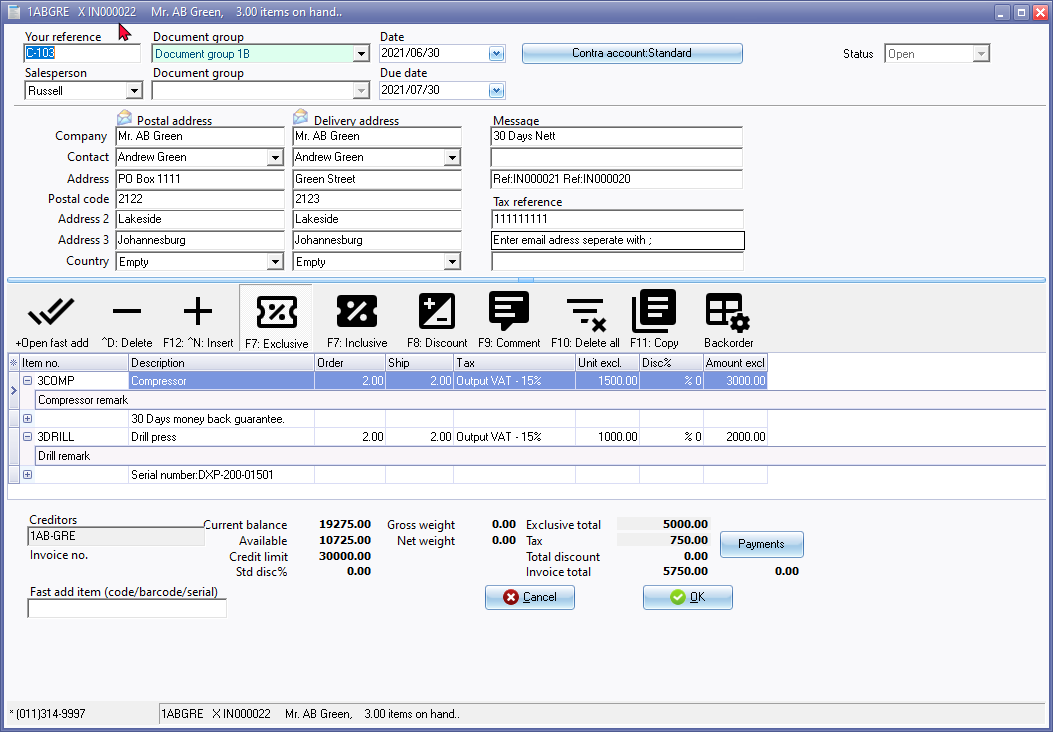 1ABGRE X IN000022 Mr. AB Green, 3.00 items on hand..
Your reference Document group Date
C-103 Document group 1B 2021/06/30 Contra account:Standard Status Open
Salesperson Document group Due date
Russell 2021/07/30
Postal address Delivery address Message
Company Mr. AB Green Mr. AB Green 30 Days Nett
Contact Andrew Green Andrew Green
Address PO Box 1111 Green Street Ref:IN000021 Ref:IN000020
Postal code 2122 2123 Tax reference
Address 2 Lakeside Lakeside 111111111
Address 3 Johannesburg Johannesburg Enter email adress seperate with ;
Country Empty Empty
+Open fast add ^D: Delete F12: ^N: Insert F7: Exclusive F7: Inclusive F8: Discount F9: Comment F10: Delete all F11: Copy Backorder
Item no. Description Order Ship Tax Unit excl. Disc% Amount excl
3COMP Compressor 2.00 2.00 Output VAT - 15% 1500.00 % 0 3000.00
Compressor remark
30 Days money back guarantee.
3DRILL Drill press 2.00 2.00 Output VAT - 15% 1000.00 % 0 2000.00
Drill remark
Serial number:DXP-200-01501
Creditors Current balance 19275.00 Gross weight 0.00 Exclusive total 5000.00
1AB-GRE Available 10725.00 Net weight 0.00 Tax 750.00 Payments
Invoice no. Credit limit 30000.00 Total discount 0.00
Std disc% 0.00 Invoice total 5750.00 0.00
Fast add item (code/barcode/serial) Cancel OK
* (011)314-9997 1ABGRE X IN000022 Mr. AB Green, 3.00 items on hand..